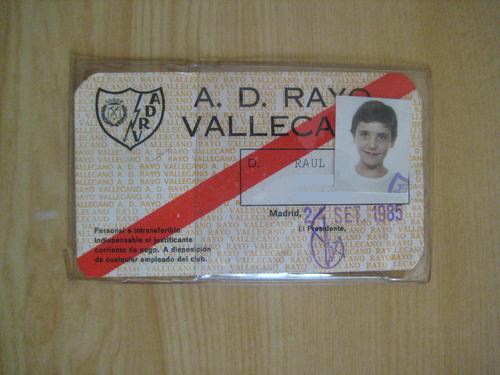 A. D. RAYO
VALLECA
A
D
R
V
D. RAUL
Madrid, 24 SET. 1985
El Presidente,
Personal e intransferible
Indispensable el justificante
corriente de pago. A disposición
de cualquier empleado del club.